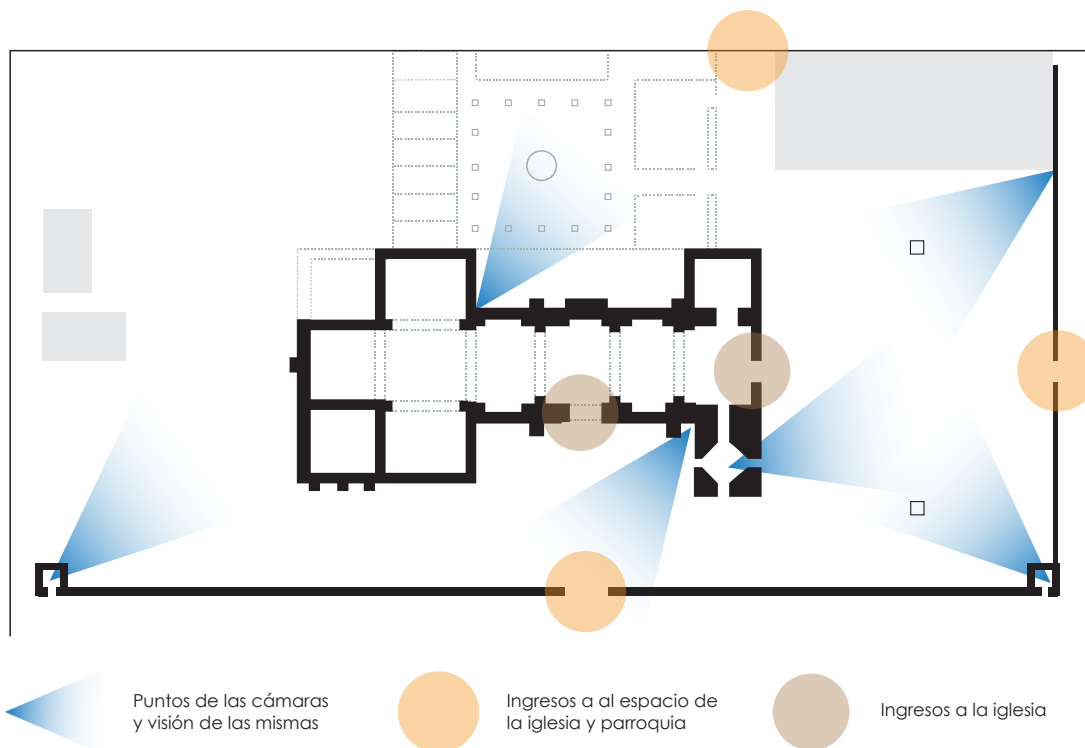 Puntos de las cámaras
y visión de las mismas
Ingresos a al espacio de
la iglesia y parroquia
Ingresos a la iglesia